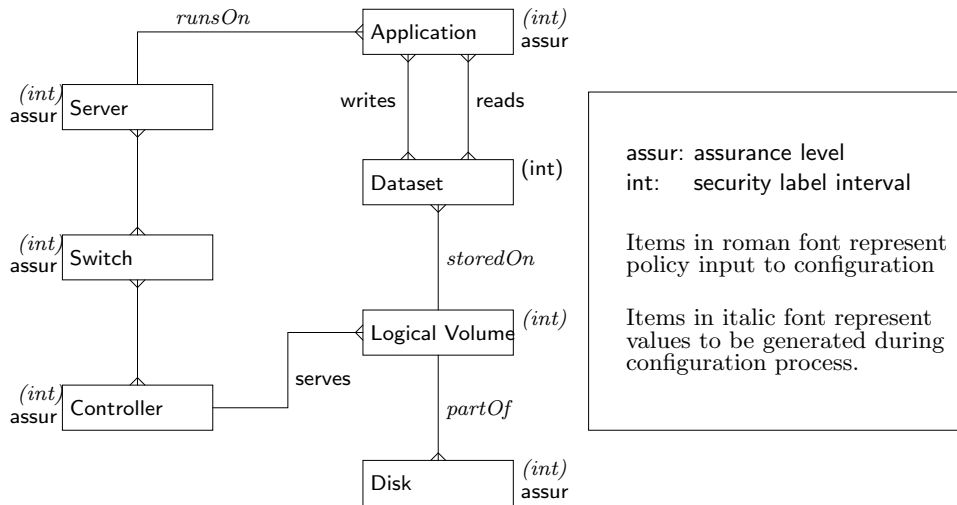 runsOn
Application
(int)
assur
(int)
assur
Server
writes
reads
Dataset
(int)
(int)
assur
Switch
storedOn
Logical Volume
(int)
serves
(int)
assur
Controller
partOf
Disk
(int)
assur
assur: assurance level
int: security label interval
Items in roman font represent
policy input to configuration
Items in italic font represent
values to be generated during
configuration process.